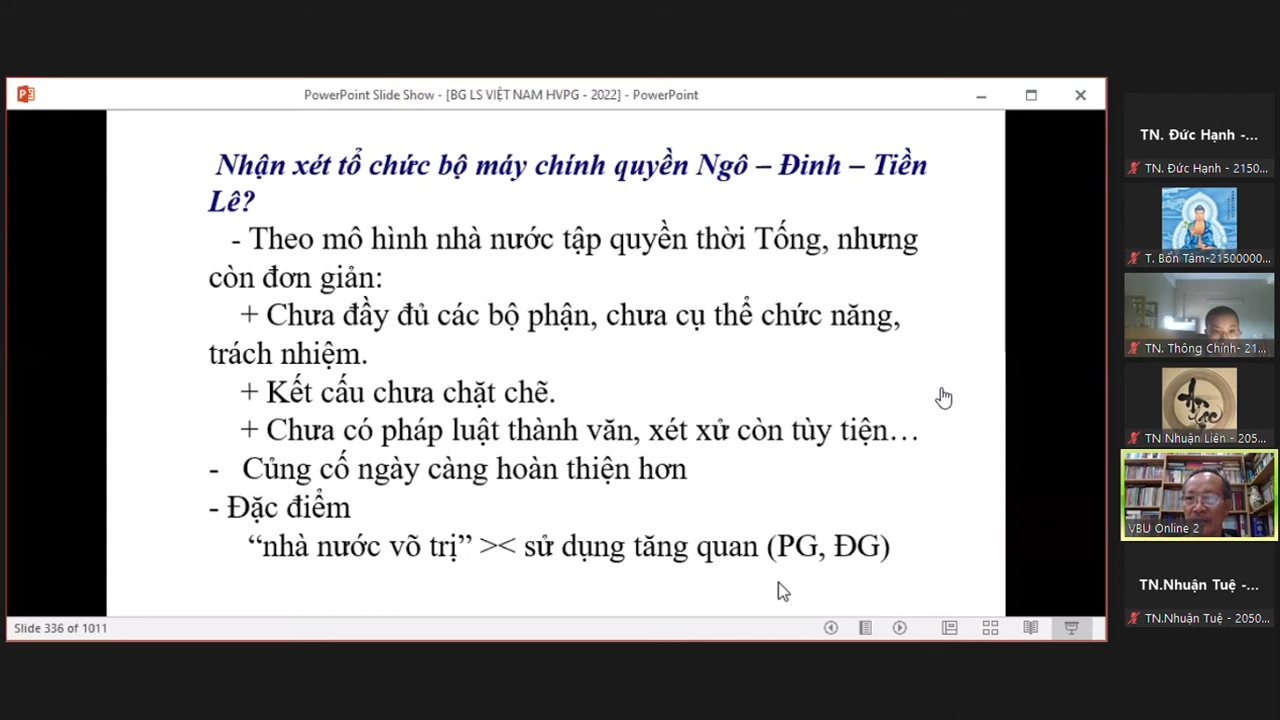 PowerPoint Slide Show - [BG LS VIỆT NAM HVPG - 2022] - PowerPoint
Nhận xét tổ chức bộ máy chính quyền Ngô – Đinh – Tiền
Lê?
- Theo mô hình nhà nước tập quyền thời Tống, nhưng
còn đơn giản:
+ Chưa đầy đủ các bộ phận, chưa cụ thể chức năng,
trách nhiệm.
+ Kết cấu chưa chặt chẽ.
+ Chưa có pháp luật thành văn, xét xử còn tùy tiện…
- Củng cố ngày càng hoàn thiện hơn
- Đặc điểm
“nhà nước võ trị” >< sử dụng tăng quan (PG, ĐG)
Slide 336 of 1011
TN. Đức Hạnh -...
TN. Đức Hạnh - 2150...
T. Bổn Tâm-21500000...
TN. Thông Chính- 21...
TN Nhuận Liên - 205...
VBU Online 2
TN.Nhuận Tuệ -...
TN.Nhuận Tuệ - 2050...